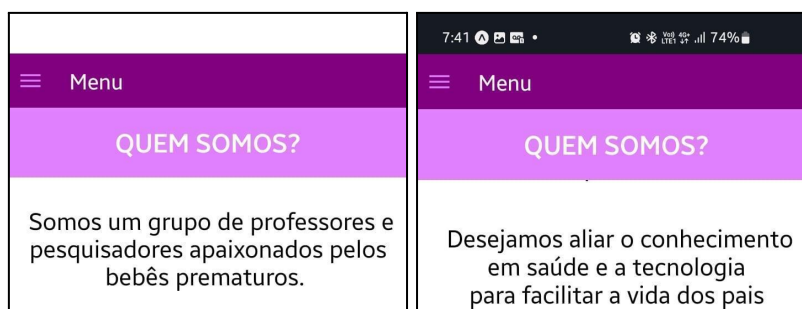 Menu
QUEM SOMOS?
Somos um grupo de professores e
pesquisadores apaixonados pelos
bebês prematuros.
7:41
74%
Menu
QUEM SOMOS?
Desejamos aliar o conhecimento
em saúde e a tecnologia
para facilitar a vida dos pais